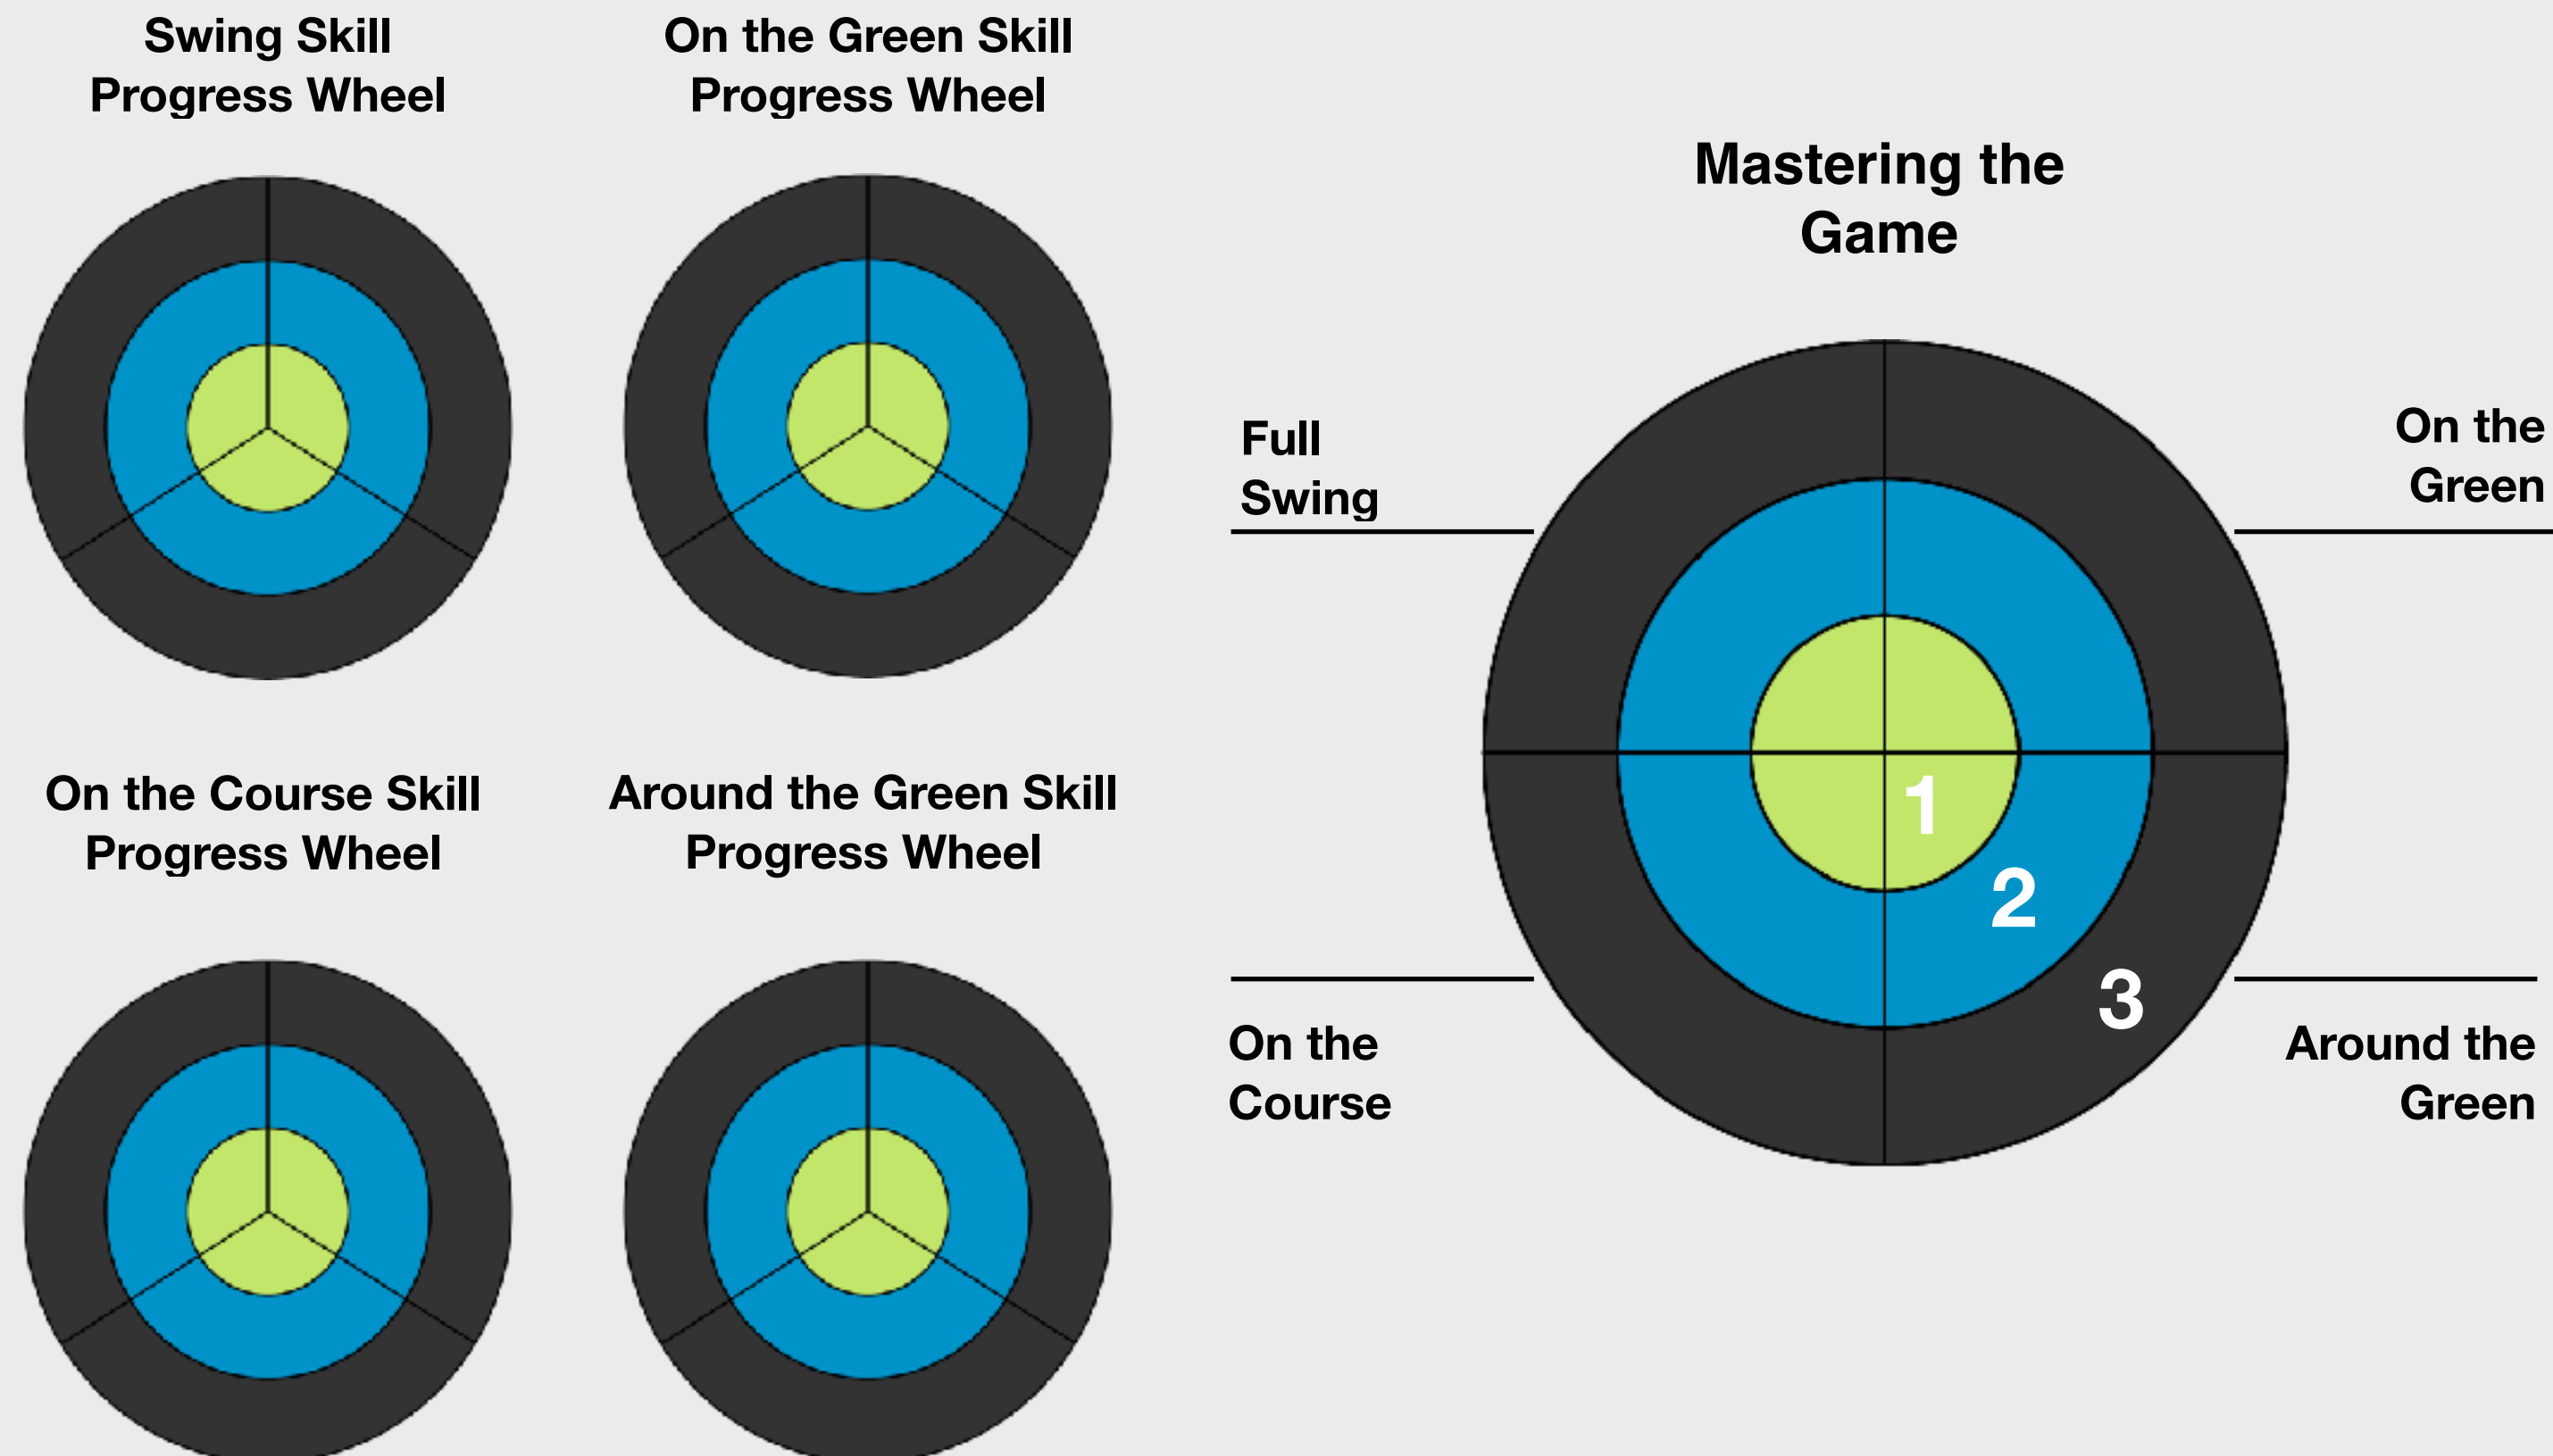 Swing Skill
Progress Wheel
On the Green Skill
Progress Wheel
On the Course Skill
Progress Wheel
Around the Green Skill
Progress Wheel
Mastering the
Game
Full
Swing
On the
Green
1
2
3
On the
Course
Around the
Green